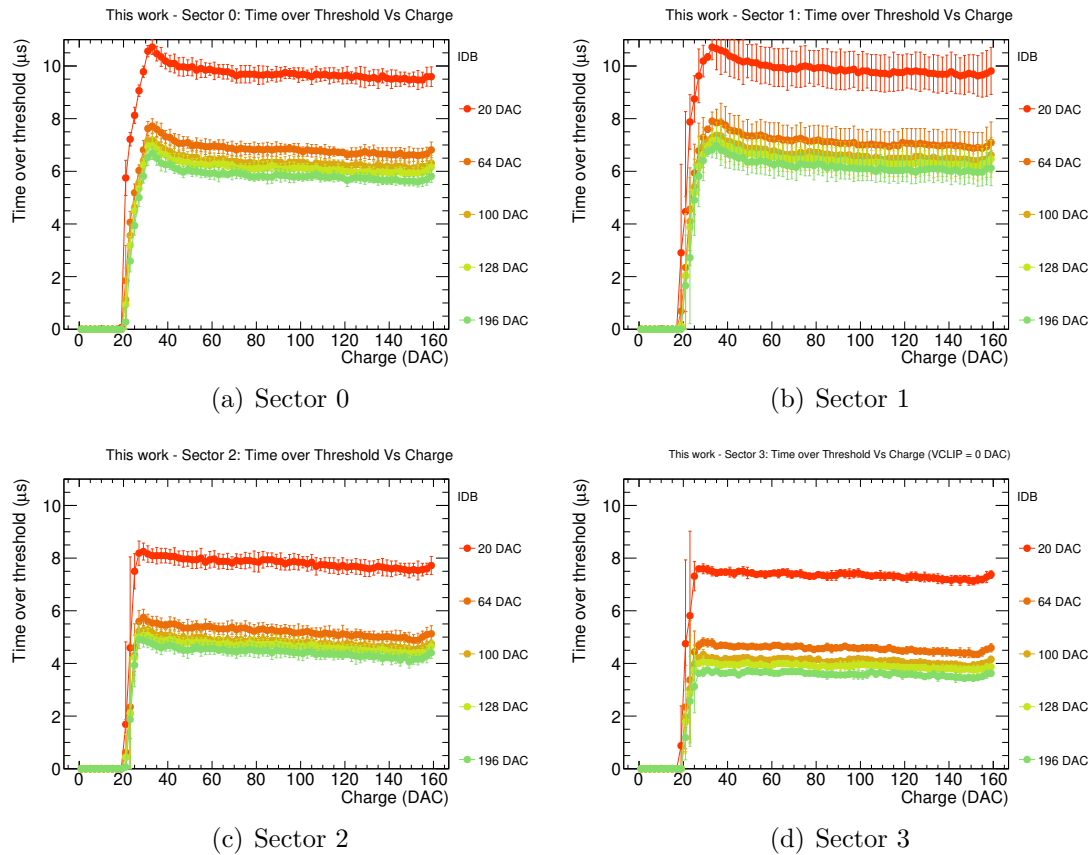 This work - Sector 0: Time over Threshold Vs Charge
Time over threshold (µs)
10
8
6
4
2
0
0 20 40 60 80 100 120 140 160
Charge (DAC)
IDB
20 DAC
64 DAC
100 DAC
128 DAC
196 DAC
(a) Sector 0
This work - Sector 1: Time over Threshold Vs Charge
Time over threshold (µs)
10
8
6
4
2
0
0 20 40 60 80 100 120 140 160
Charge (DAC)
IDB
20 DAC
64 DAC
100 DAC
128 DAC
196 DAC
(b) Sector 1
This work - Sector 2: Time over Threshold Vs Charge
Time over threshold (µs)
10
8
6
4
2
0
0 20 40 60 80 100 120 140 160
Charge (DAC)
IDB
20 DAC
64 DAC
100 DAC
128 DAC
196 DAC
(c) Sector 2
This work - Sector 3: Time over Threshold Vs Charge (VCLIP = 0 DAC)
Time over threshold (µs)
10
8
6
4
2
0
0 20 40 60 80 100 120 140 160
Charge (DAC)
IDB
20 DAC
64 DAC
100 DAC
128 DAC
196 DAC
(d) Sector 3